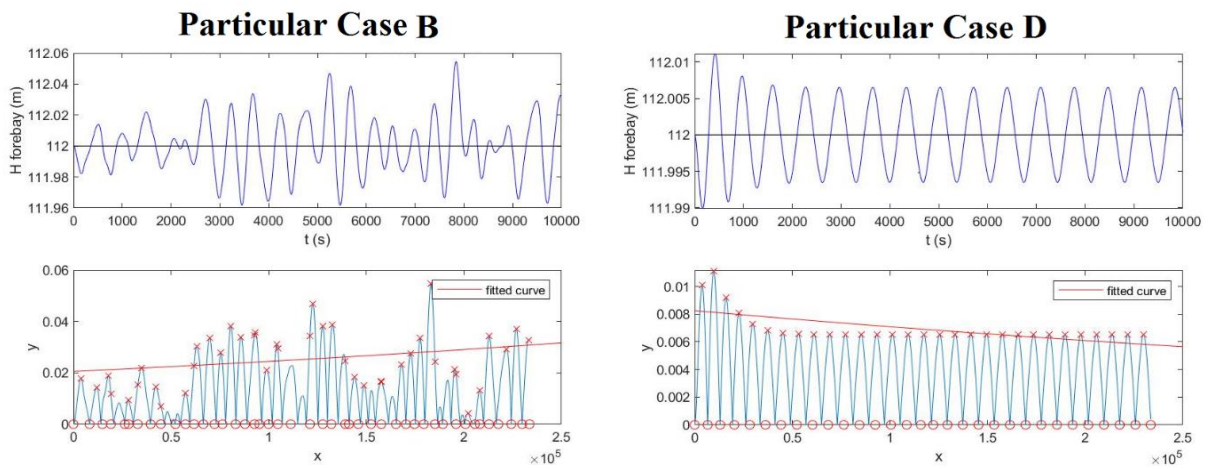 Particular Case B
112.06
112.04
112.02
112
111.98
111.96
H forebay (m)
0 1000 2000 3000 4000 5000 6000 7000 8000 9000 10000
t (s)
0.06
0.04
0.02
0
y
fitted curve
0 0.5 1 1.5 2 2.5
x
×10^5
Particular Case D
112.01
112.005
112
111.995
111.99
H forebay (m)
0 1000 2000 3000 4000 5000 6000 7000 8000 9000 10000
t (s)
0.01
0.008
0.006
0.004
0.002
0
y
fitted curve
0 0.5 1 1.5 2 2.5
x
×10^5